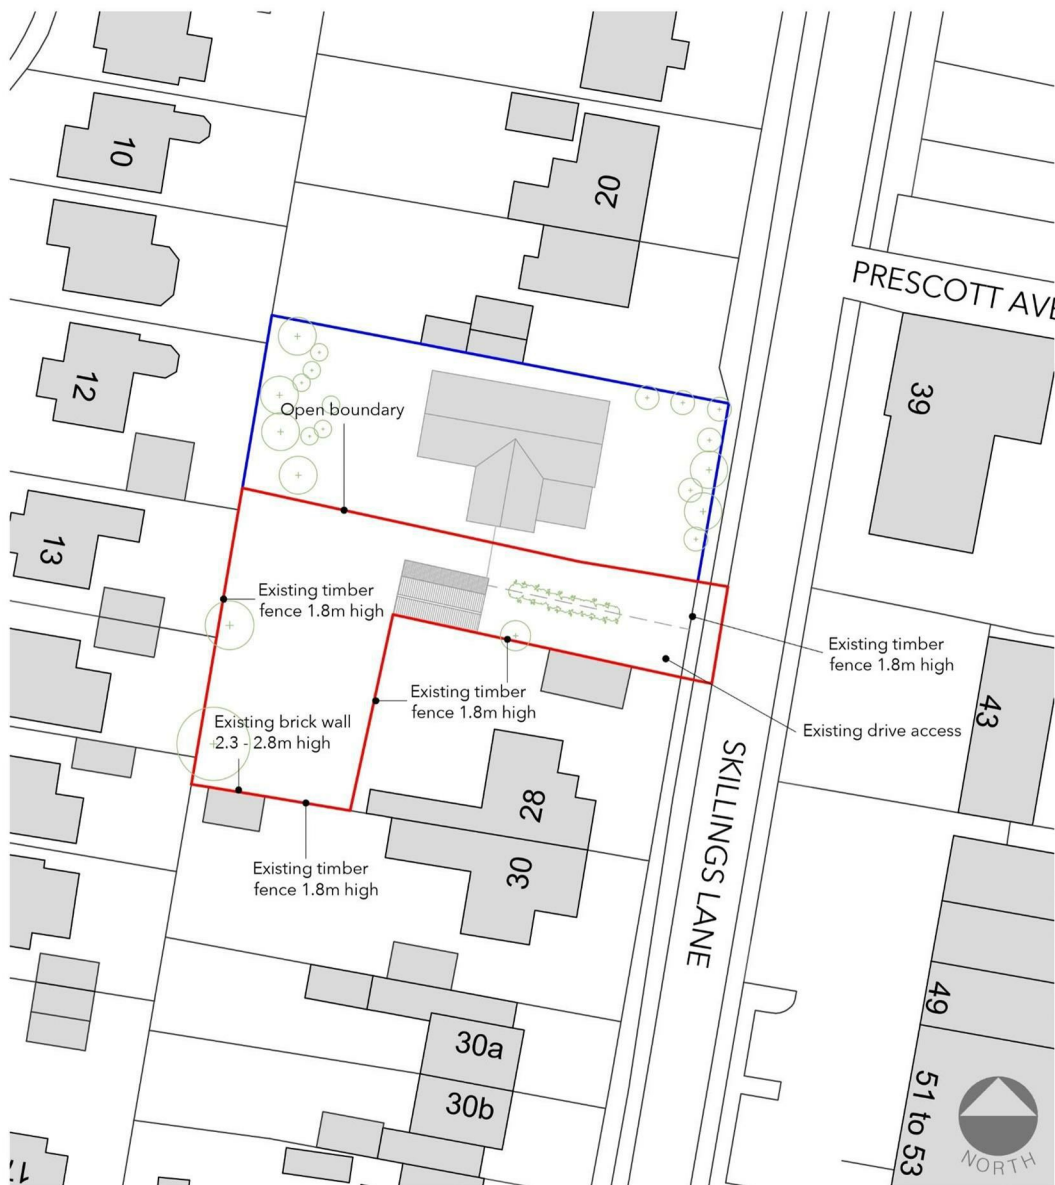 10
20
PRESCOTT AVE
12
39
Open boundary
13
Existing timber
fence 1.8m high
Existing timber
fence 1.8m high
Existing timber
fence 1.8m high
43
Existing brick wall
2.3 - 2.8m high
Existing drive access
SKILLINGS LANE
28
30
Existing timber
fence 1.8m high
49
30a
30b
51 to 53
NORTH
17